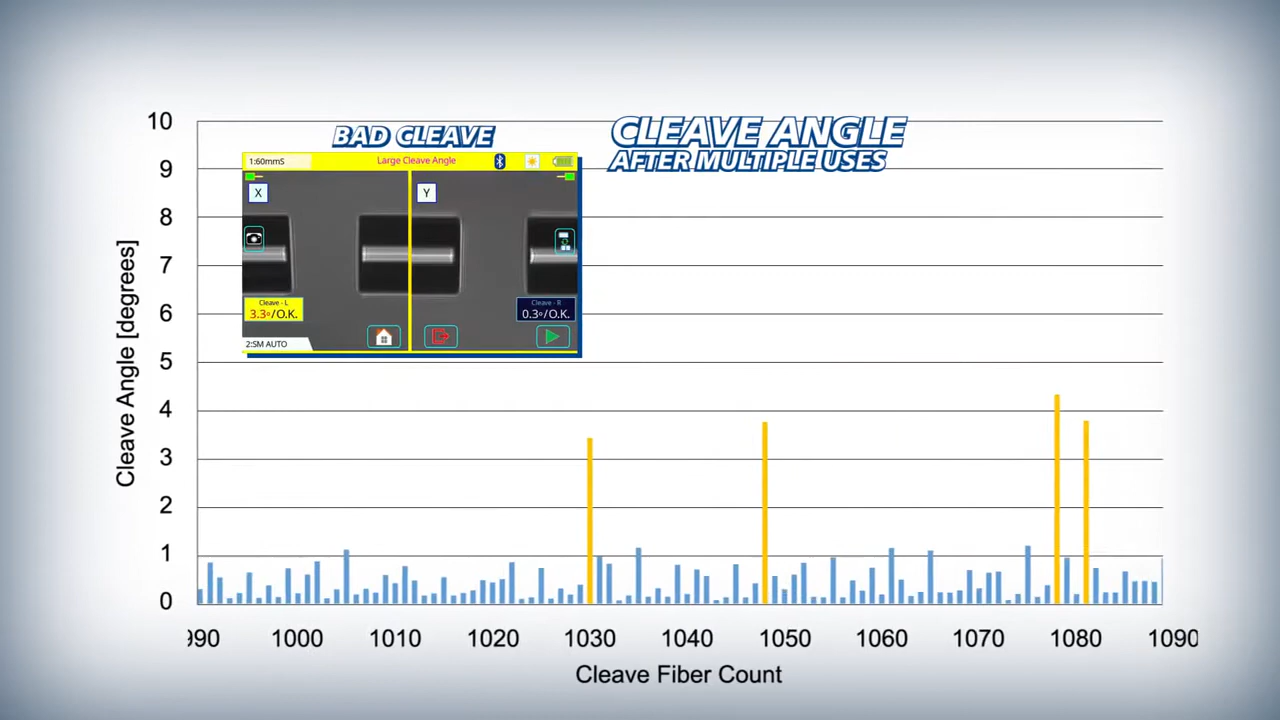 10
BAD CLEAVE
CLEAVE ANGLE
AFTER MULTIPLE USES
1:60mmS
Large Cleave Angle
9
X
Y
8
7
Cleave - L
3.3°/O.K.
Cleave - R
0.3°/O.K.
6
2:SM AUTO
5
4
3
2
1
0
Cleave Angle [degrees]
990 1000 1010 1020 1030 1040 1050 1060 1070 1080 1090
Cleave Fiber Count